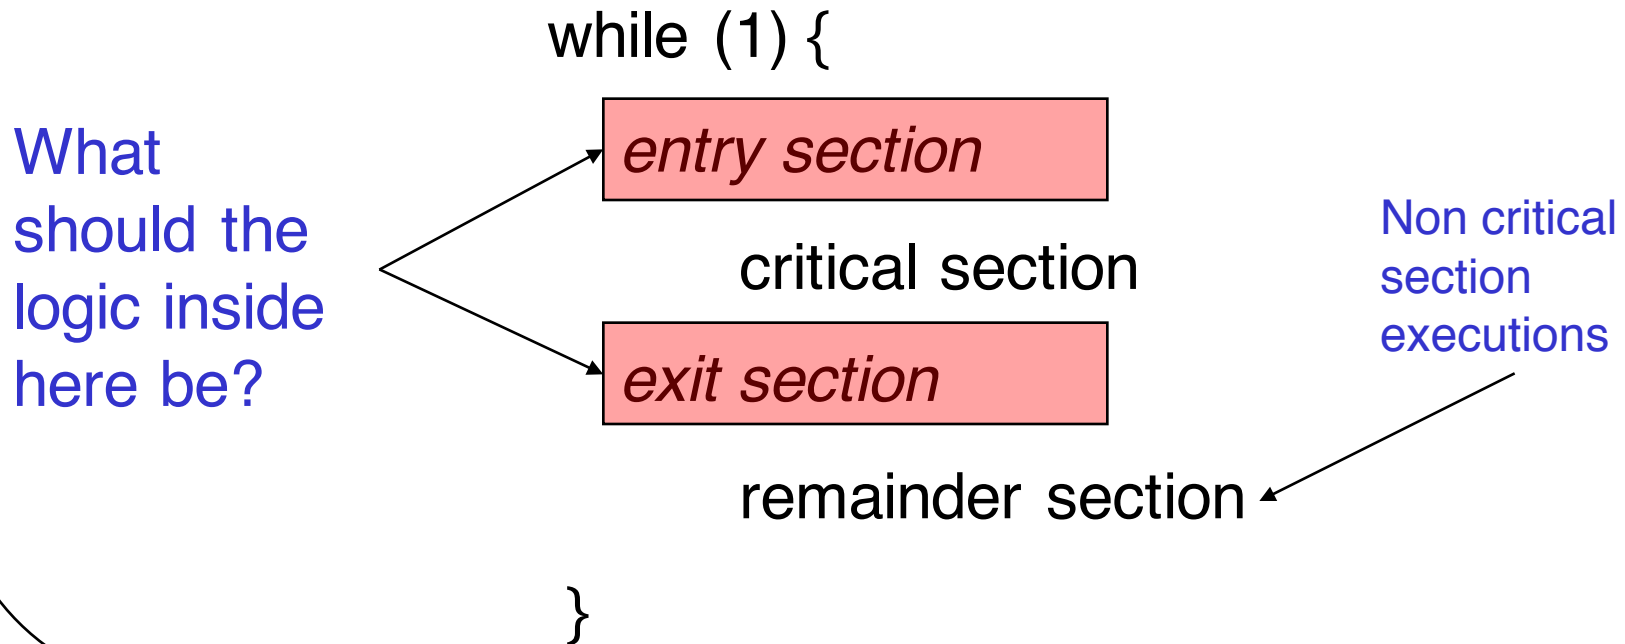 while (1) {
What
should the
logic inside
here be?
entry section
critical section
exit section
remainder section
Non critical
section
executions
}